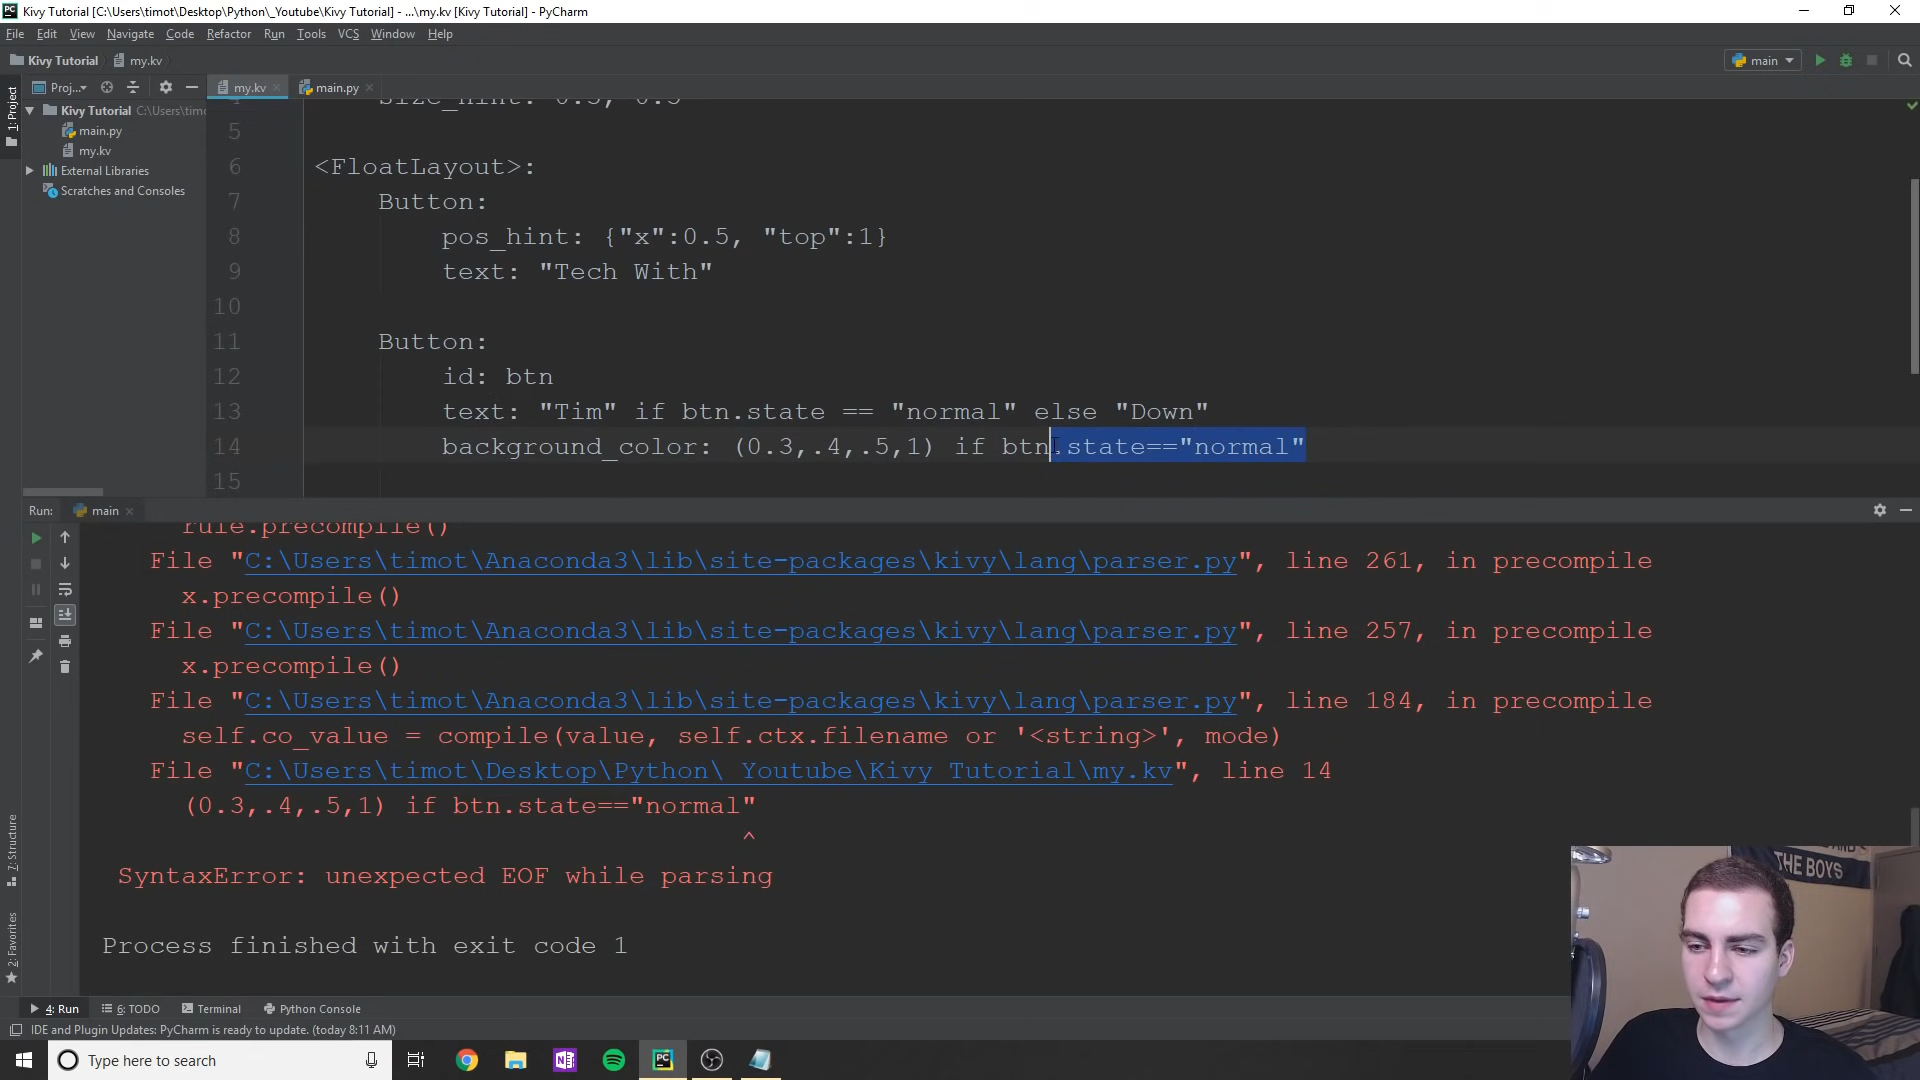 Kivy Tutorial [C:\Users\timot\Desktop\Python\_Youtube\Kivy Tutorial] - ...\my.kv [Kivy Tutorial] - PyCharm
File Edit View Navigate Code Refactor Run Tools VCS Window Help
Kivy Tutorial my.kv main
Proj... my.kv main.py
1: Project
Kivy Tutorial C:\Users\timo
main.py
my.kv
External Libraries
Scratches and Consoles
5
6 <FloatLayout>:
7 Button:
8 pos_hint: {"x":0.5, "top":1}
9 text: "Tech With"
10
11 Button:
12 id: btn
13 text: "Tim" if btn.state == "normal" else "Down"
14 background_color: (0.3,.4,.5,1) if btn.state=="normal"
15
Run: main
rule.precompile()
File "C:\Users\timot\Anaconda3\lib\site-packages\kivy\lang\parser.py", line 261, in precompile
x.precompile()
File "C:\Users\timot\Anaconda3\lib\site-packages\kivy\lang\parser.py", line 257, in precompile
x.precompile()
File "C:\Users\timot\Anaconda3\lib\site-packages\kivy\lang\parser.py", line 184, in precompile
self.co_value = compile(value, self.ctx.filename or '<string>', mode)
File "C:\Users\timot\Desktop\Python\_Youtube\Kivy Tutorial\my.kv", line 14
(0.3,.4,.5,1) if btn.state=="normal"
^
SyntaxError: unexpected EOF while parsing
Process finished with exit code 1
7: Structure
2: Favorites
THE BOYS
4: Run 6: TODO Terminal Python Console
IDE and Plugin Updates: PyCharm is ready to update. (today 8:11 AM)
Type here to search